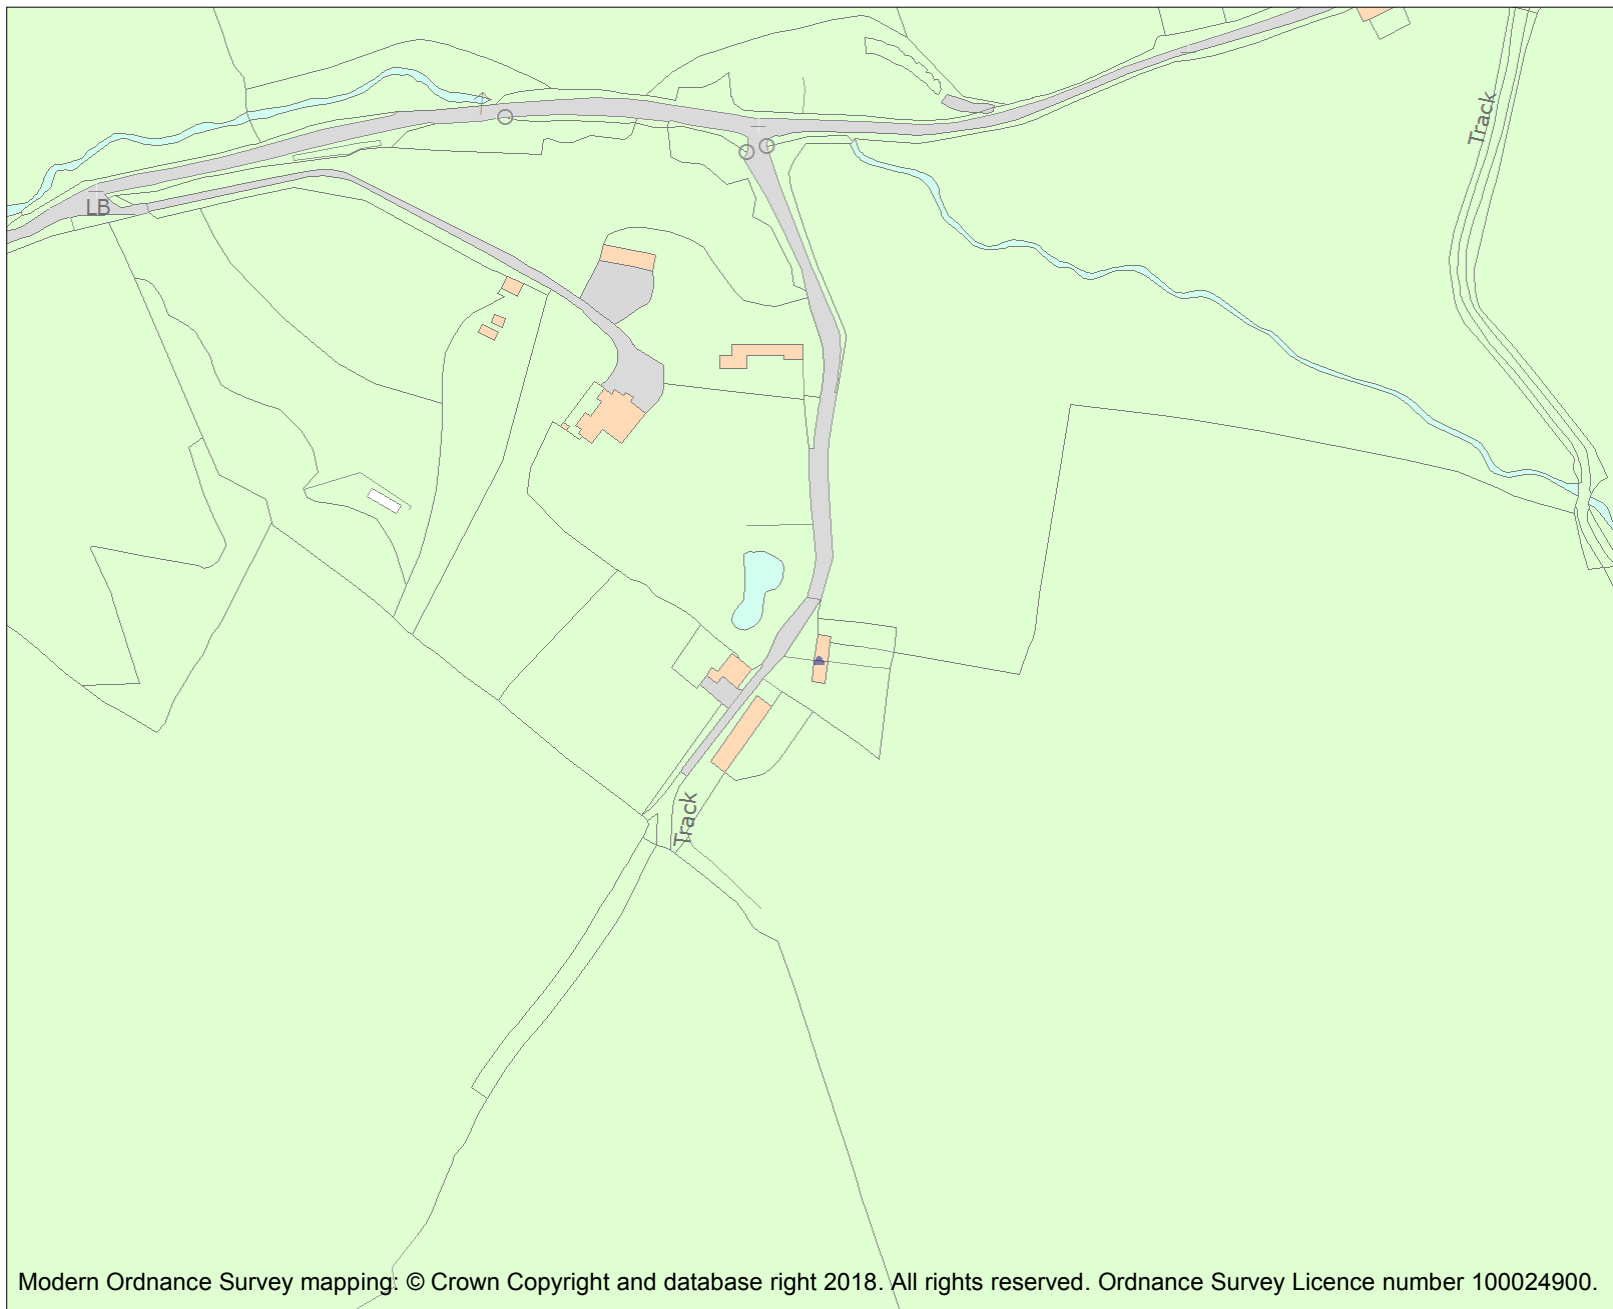 Track
LB
Track
Modern Ordnance Survey mapping: © Crown Copyright and database right 2018. All rights reserved. Ordnance Survey Licence number 100024900.